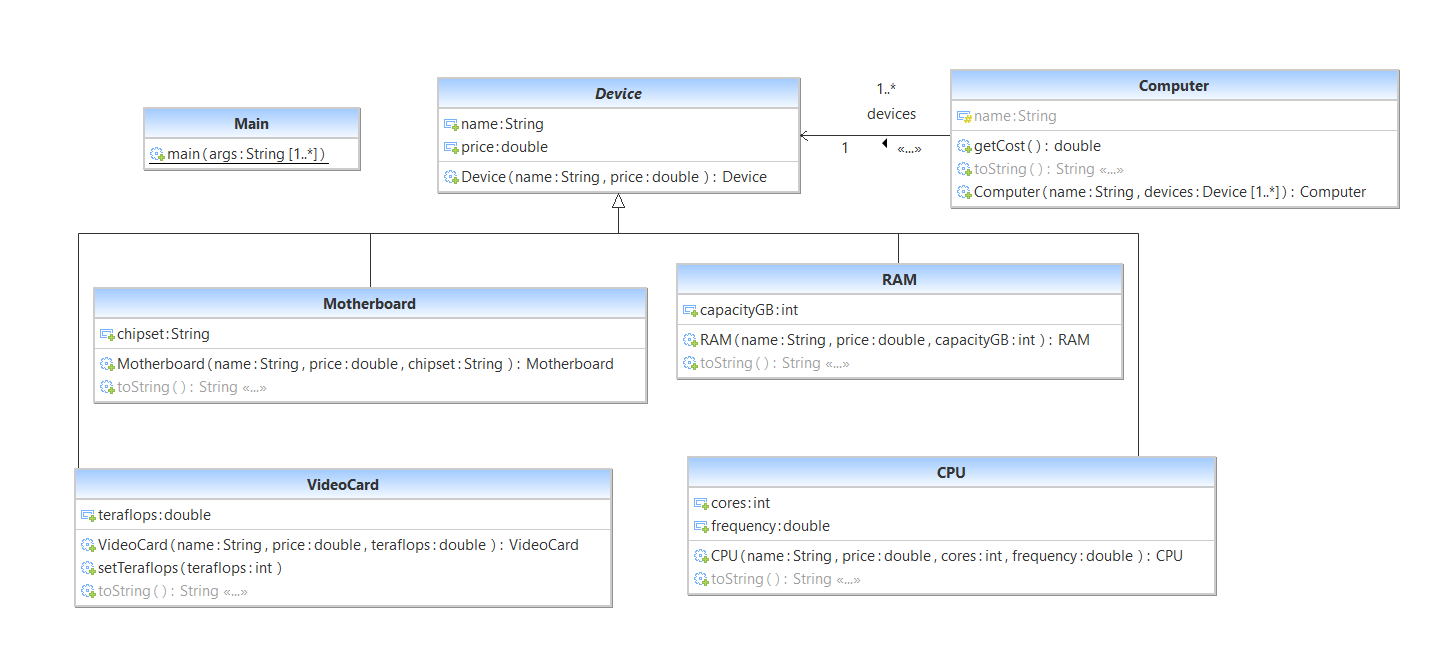 Main
main(args:String [1..*])
Device
name:String
price:double
Device(name:String, price:double): Device
1..*
devices
1
«...»
Computer
name:String
getCost(): double
toString(): String «...»
Computer(name:String, devices:Device [1..*]): Computer
Motherboard
chipset:String
Motherboard(name:String, price:double, chipset:String): Motherboard
toString(): String «...»
RAM
capacityGB:int
RAM(name:String, price:double, capacityGB:int): RAM
toString(): String «...»
VideoCard
teraflops:double
VideoCard(name:String, price:double, teraflops:double): VideoCard
setTeraflops(teraflops:int)
toString(): String «...»
CPU
cores:int
frequency:double
CPU(name:String, price:double, cores:int, frequency:double): CPU
toString(): String «...»